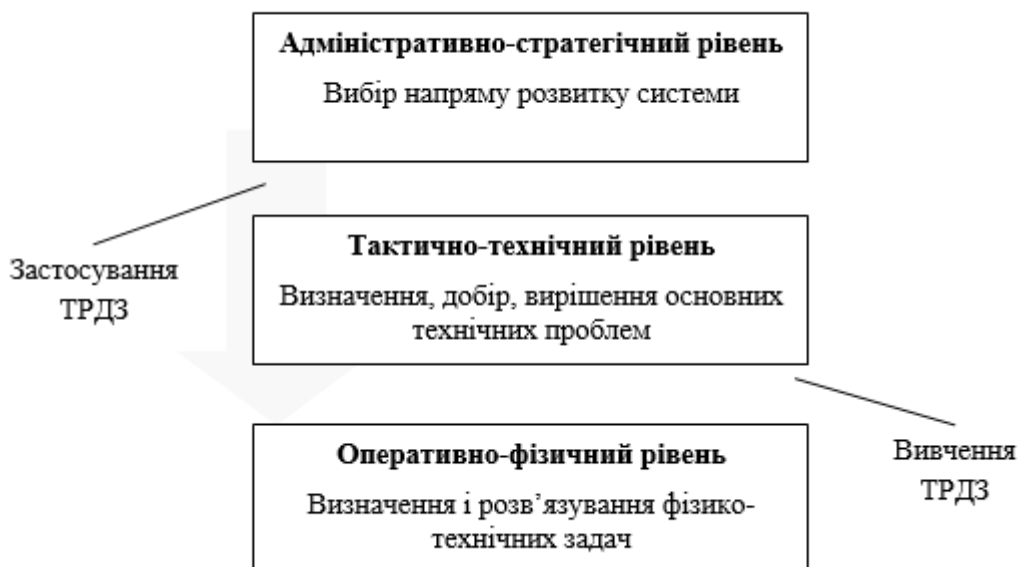 Адміністративно-стратегічний рівень
Вибір напряму розвитку системи
Застосування
ТРДЗ
Тактично-технічний рівень
Визначення, добір, вирішення основних
технічних проблем
Оперативно-фізичний рівень
Визначення і розв’язування фізико-
технічних задач
Вивчення
ТРДЗ